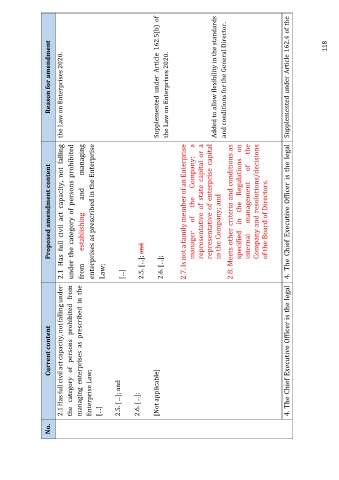 No.
Current content
Proposed amendment content
Reason for amendment
2.1 Has full civil act capacity, not falling under
the category of persons prohibited from
managing enterprises as prescribed in the
Enterprise Law;
[...]
2.5. [...]; and
2.6. [...];
[Not applicable]
2.1 Has full civil act capacity, not falling
under the category of persons prohibited
from establishing and managing
enterprises as prescribed in the Enterprise
Law;
[...]
2.5. [...]; and
2.6. [...];
2.7. Is not a family member of an Enterprise
manager of the Company; a
representative of state capital or a
representative of enterprise capital
in the Company; and
2.8. Meets other criteria and conditions as
specified in the Regulations on
internal management of the
Company and resolutions/decisions
of the Board of Directors.
the Law on Enterprises 2020.
Supplemented under Article 162.5(b) of
the Law on Enterprises 2020.
Added to allow flexibility in the standards
and conditions for the General Director.
4. The Chief Executive Officer is the legal
4. The Chief Executive Officer is the legal
Supplemented under Article 162.4 of the
118